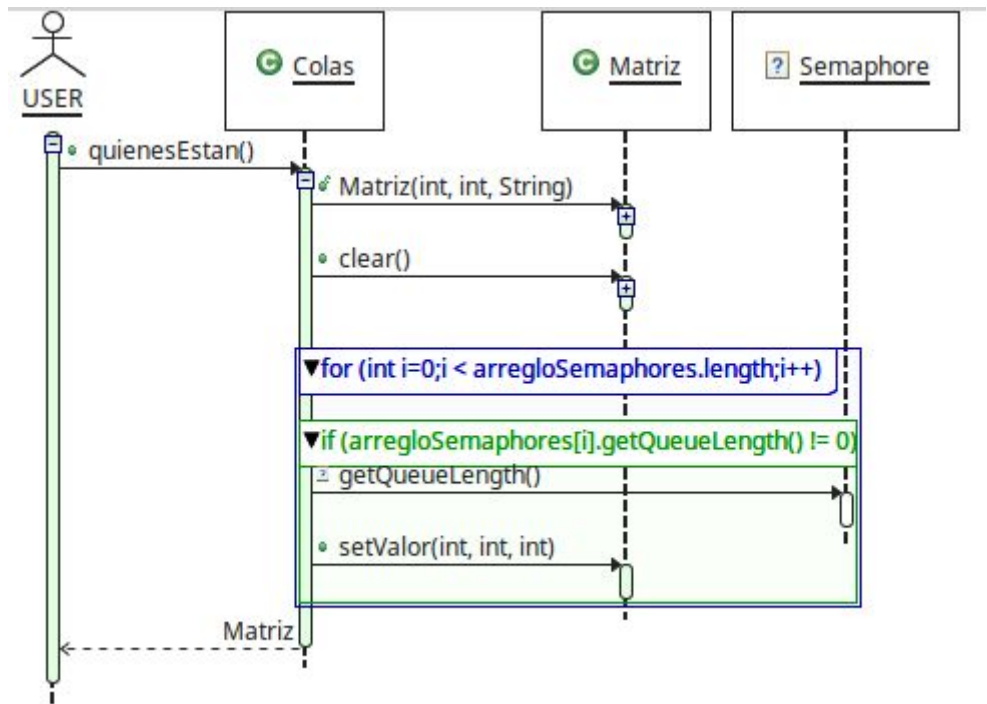 USER
Colas
Matriz
? Semaphore
quienesEstan()
Matriz(int, int, String)
clear()
for (int i=0;i < arregloSemaphores.length;i++)
if (arregloSemaphores[i].getQueueLength() != 0)
getQueueLength()
setValor(int, int, int)
Matriz